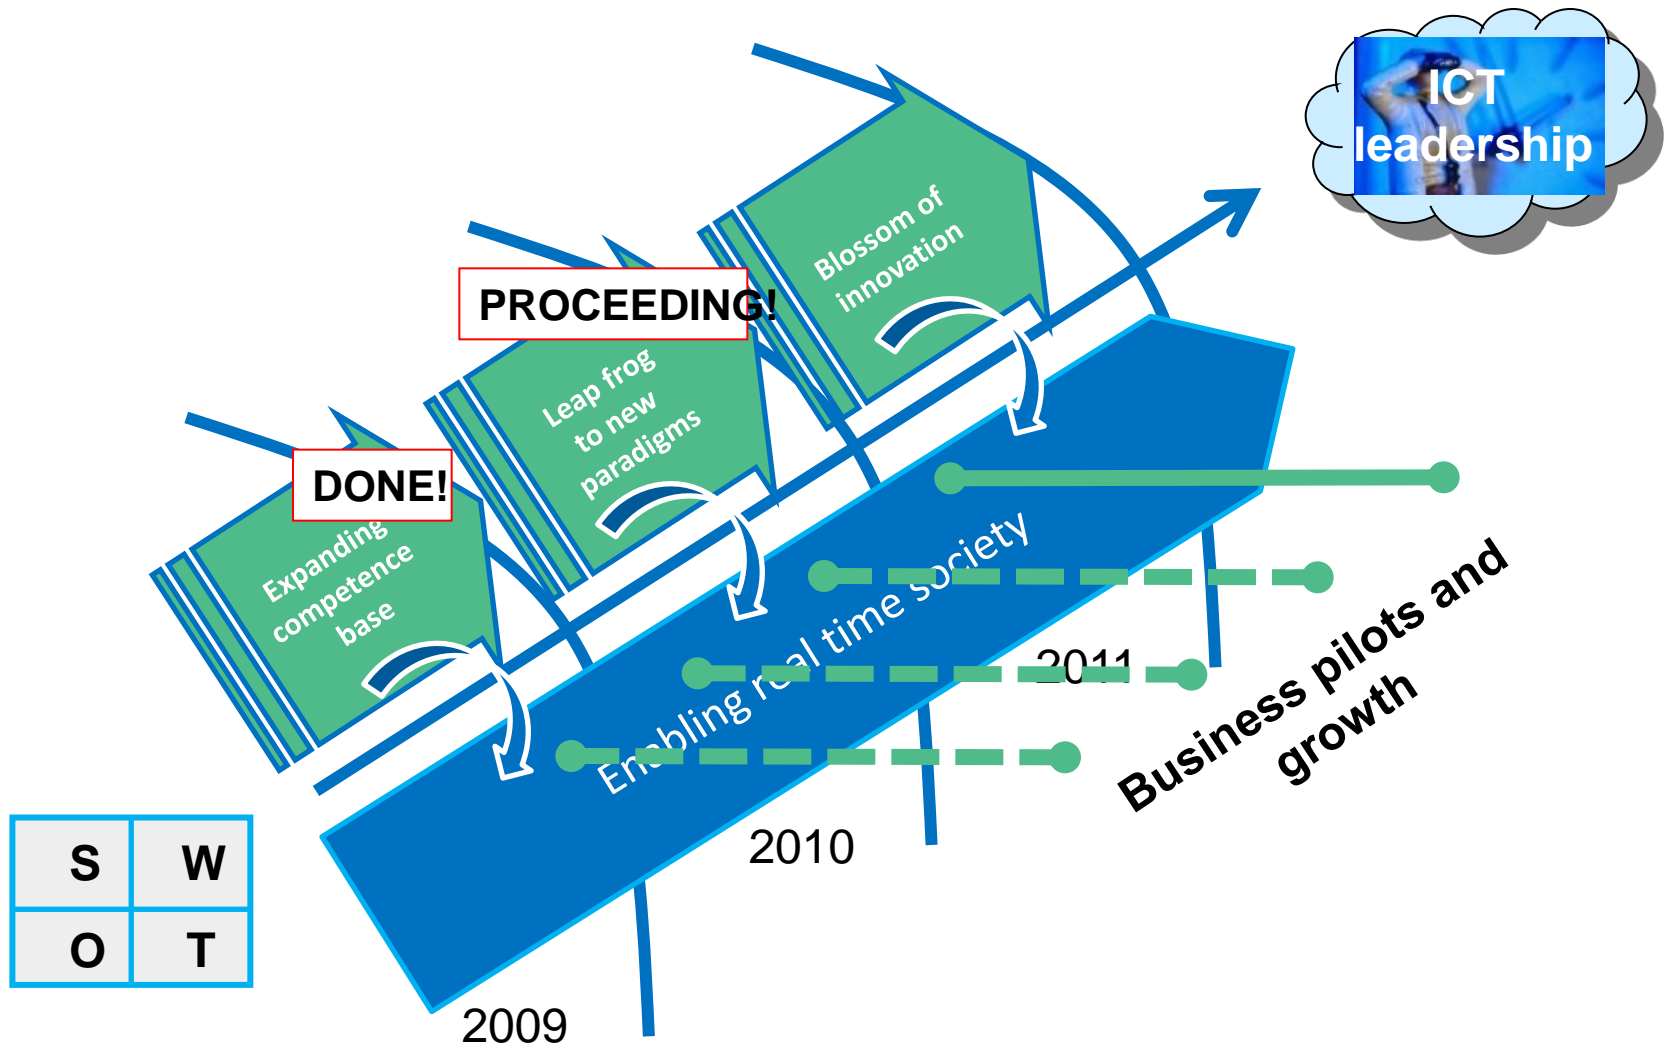 ICT
leadership
Blossom of
innovation
PROCEEDING!
Leap frog
to new
paradigms
DONE!
Expanding
competence
base
Enabling real time society
2011
Business pilots and
growth
2010
S W
O T
2009